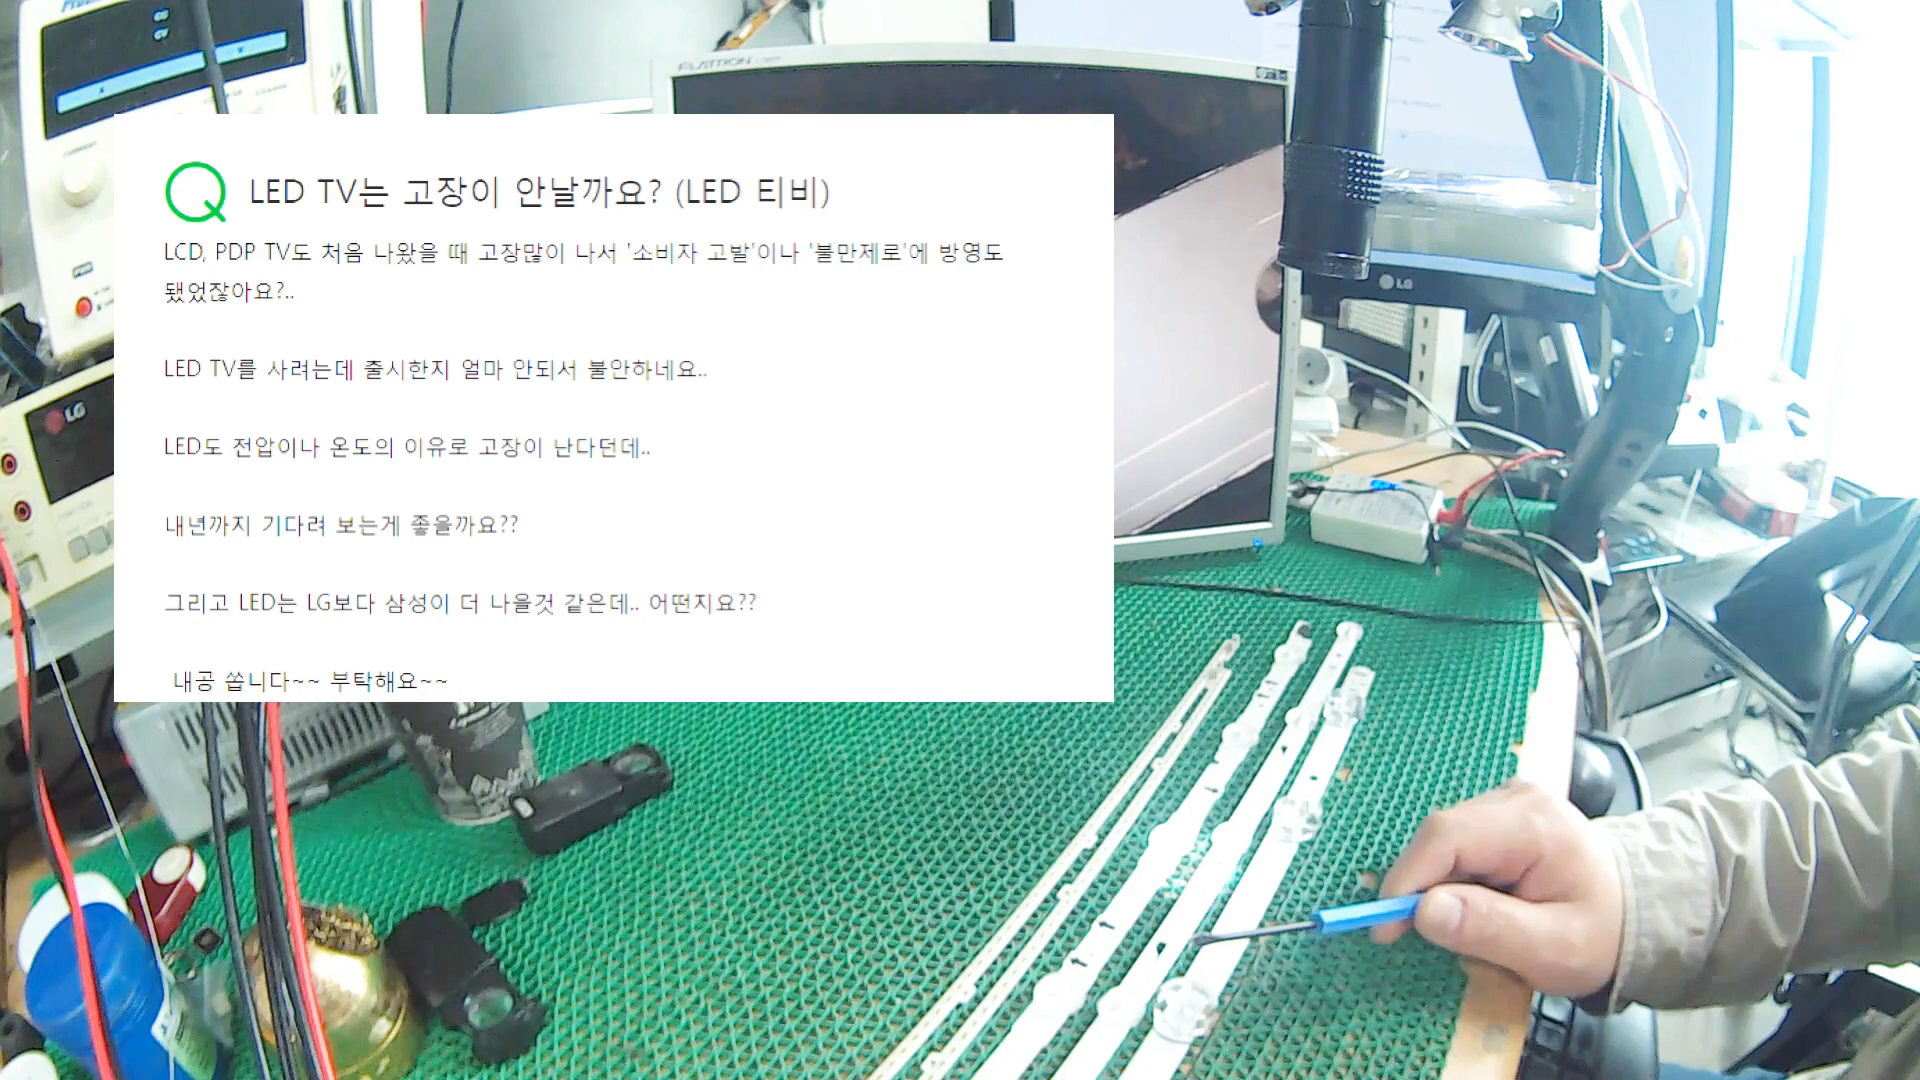 FLATRON
LG
LG
Q LED TV는 고장이 안날까요? (LED 티비)
LCD, PDP TV도 처음 나왔을 때 고장많이 나서 '소비자 고발'이나 '불만제로'에 방영도
됐었잖아요?..
LED TV를 사려는데 출시한지 얼마 안되서 불안하네요..
LED도 전압이나 온도의 이유로 고장이 난다던데..
내년까지 기다려 보는게 좋을까요??
그리고 LED는 LG보다 삼성이 더 나을것 같은데.. 어떤지요??
내공 쏩니다~~ 부탁해요~~